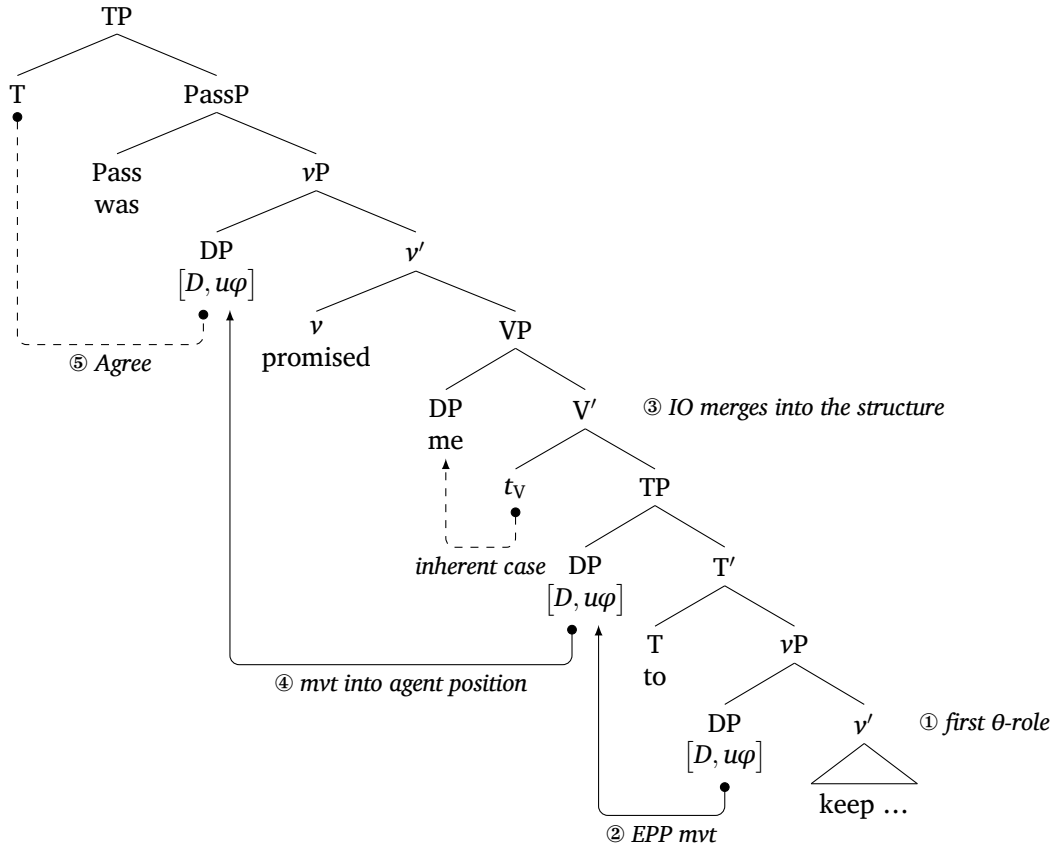 TP
T
PassP
Pass
was
vP
DP
[D, uφ]
v′
v
promised
VP
⑤ Agree
DP
me
V′
③ IO merges into the structure
tV
TP
inherent case
DP
[D, uφ]
T′
T
to
vP
④ mvt into agent position
DP
[D, uφ]
v′
① first θ-role
keep …
② EPP mvt